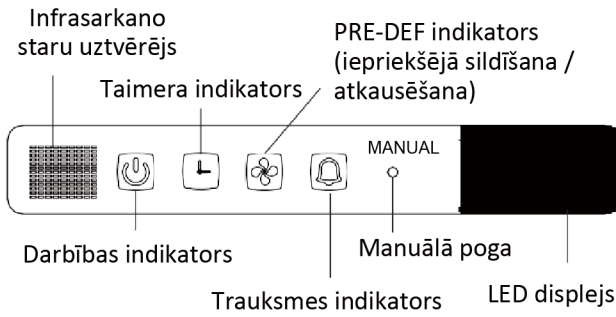 Infrasarkano
staru uztvērējs
Taimera indikators
PRE-DEF indikators
(iepriekšējā sildīšana /
atkausēšana)
MANUAL
Darbības indikators
Manuālā poga
Trauksmes indikators
LED displejs